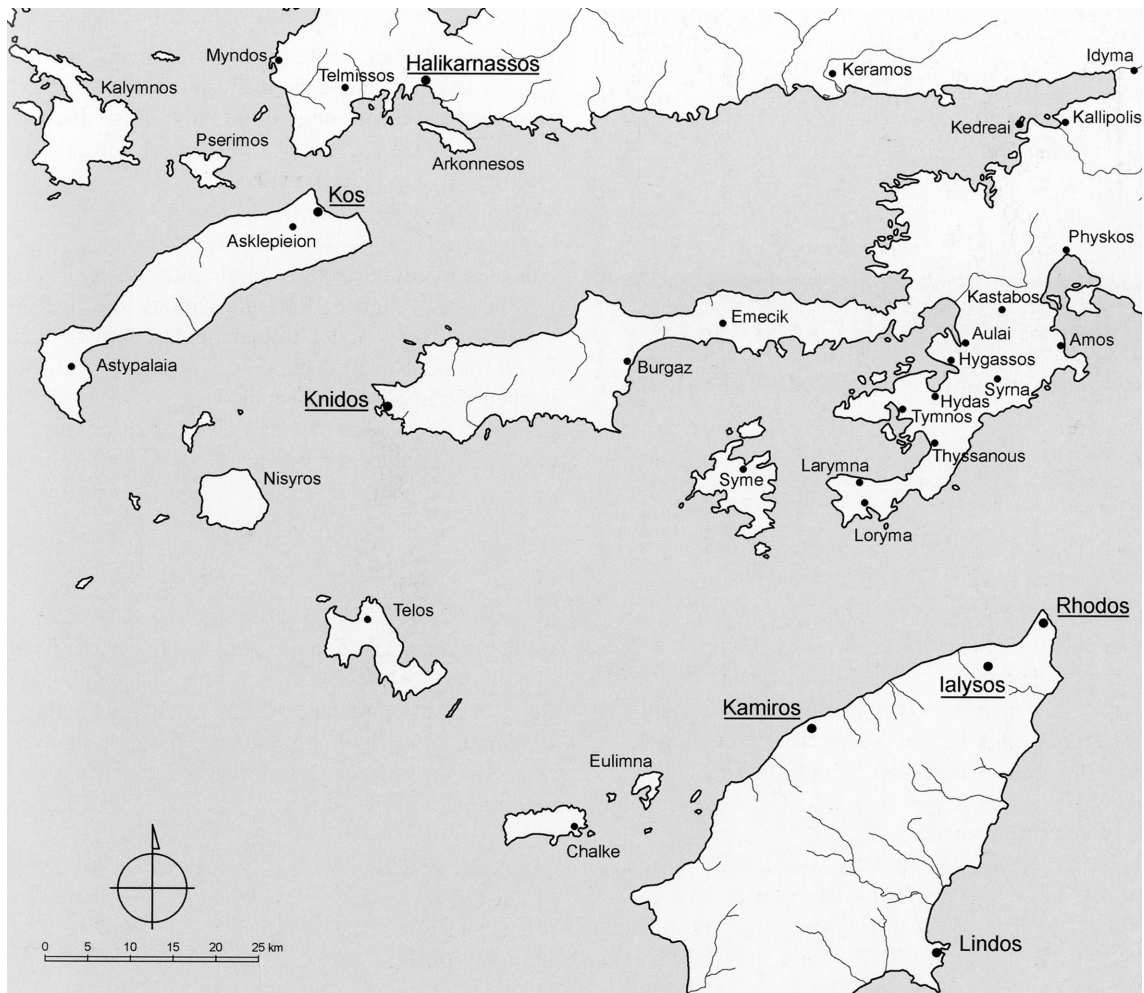 Myndos
Telmissos
Halikarnassos
Keramos
Idyma
Kalymnos
Kedreai
Kallipolis
Pserimos
Arkonnesos
Kos
Asklepieion
Physkos
Kastabos
Emecik
Aulai
Amos
Astypalaia
Burgaz
Hygassos
Syrna
Knidos
Hydas
Tymnos
Thyssanous
Nisyros
Syme
Larymna
Loryma
Telos
Rhodos
Ialysos
Kamiros
Eulimna
Chalke
Lindos
0 5 10 15 20 25 km